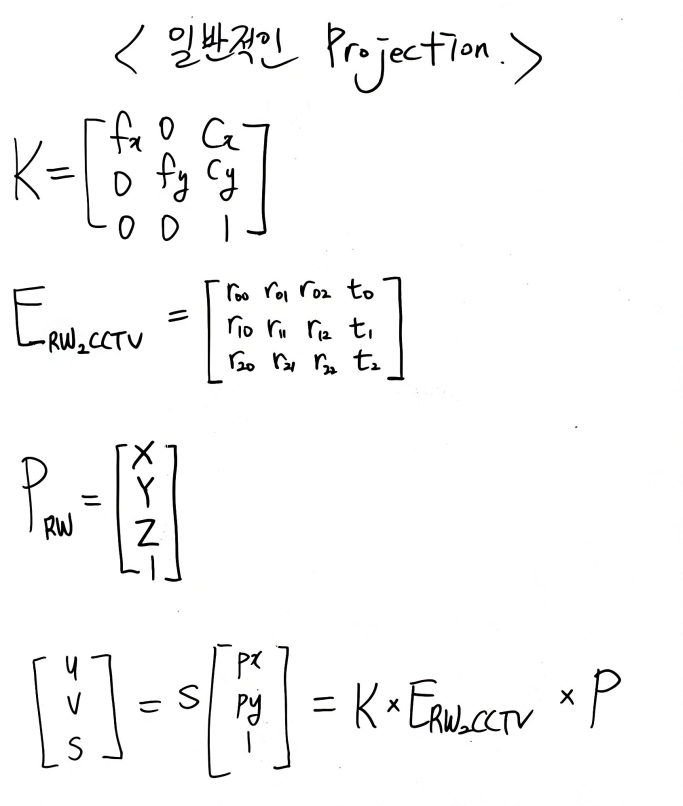 < 일반적인 Projection. >
K = [ fx 0 Cx
0 fy Cy
0 0 1 ]
E_RW2CCTV = [ r00 r01 r02 t0
r10 r11 r12 t1
r20 r21 r22 t2 ]
P_RW = [ X
Y
Z
1 ]
[ u
v
s ] = s [ px
py
1 ] = K × E_RW2CCTV × P